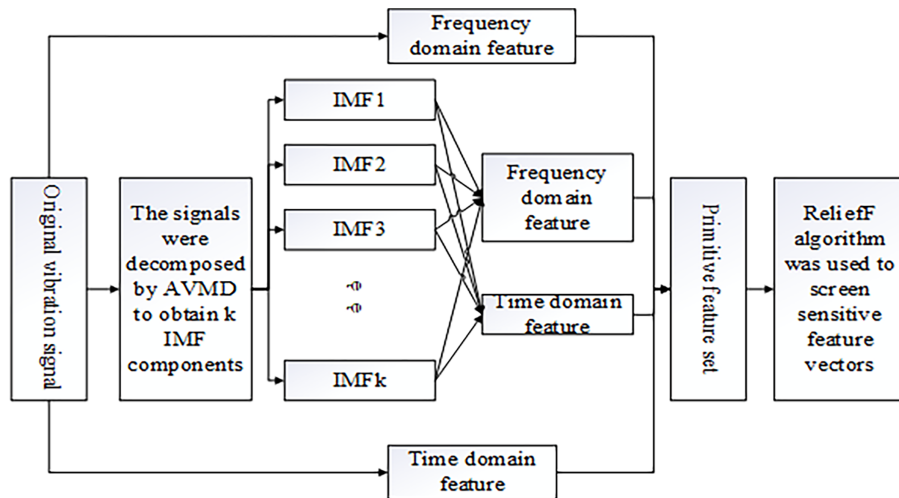 Frequency
domain feature
Original vibration signal
The signals
were
decomposed
by AVMD
to obtain k
IMF
components
IMF1
IMF2
IMF3
IMFk
Frequency
domain
feature
Time domain
feature
Time domain
feature
Primitive feature set
ReliefF
algorithm
was used to
screen
sensitive
feature
vectors